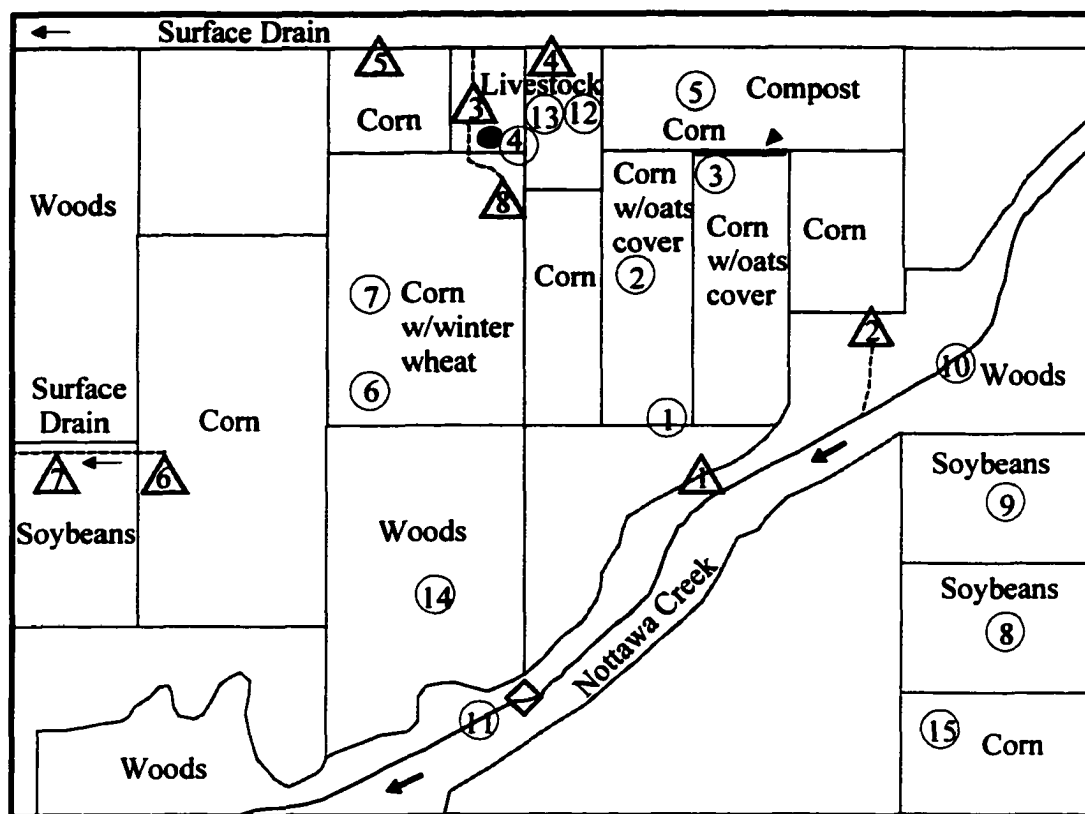 Surface Drain
5
4
Livestock
3
13
12
5
Compost
Corn
Corn
4
3
8
Woods
Corn
w/oats
cover
2
Corn
w/oats
cover
Corn
Corn
7
Corn
w/winter
wheat
6
2
10
Woods
Surface
Drain
Corn
1
7
6
1
Soybeans
9
Soybeans
Woods
14
Soybeans
8
Nottawa Creek
11
15
Corn
Woods